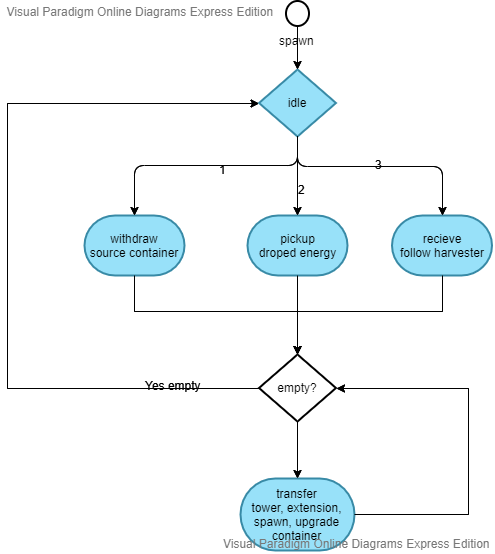 Visual Paradigm Online Diagrams Express Edition
spawn
idle
1
2
3
withdraw
source container
pickup
droped energy
recieve
follow harvester
Yes empty
empty?
transfer
tower, extension,
spawn, upgrade
container
Visual Paradigm Online Diagrams Express Edition